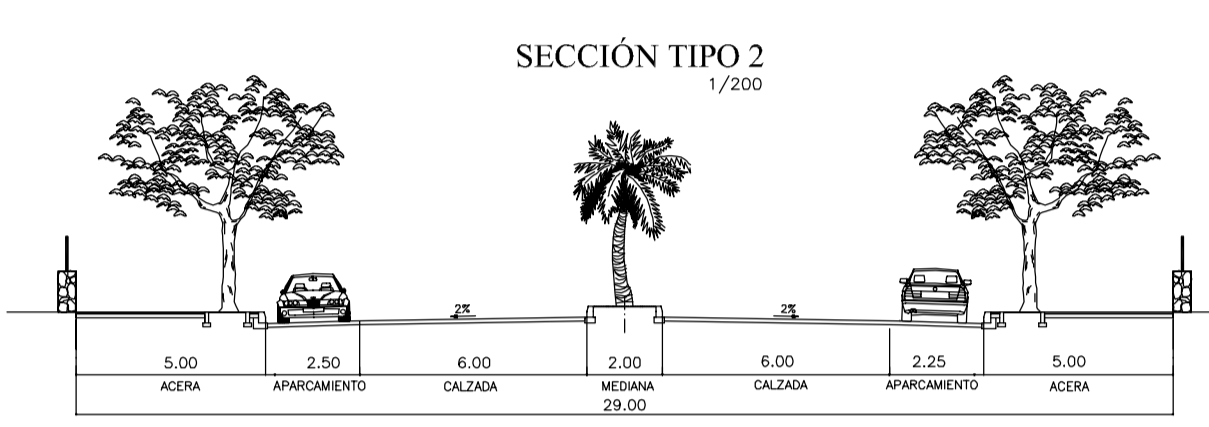 SECCIÓN TIPO 2
1/200
2% 2%
5.00 2.50 6.00 2.00 6.00 2.25 5.00
ACERA APARCAMIENTO CALZADA MEDIANA CALZADA APARCAMIENTO ACERA
29.00